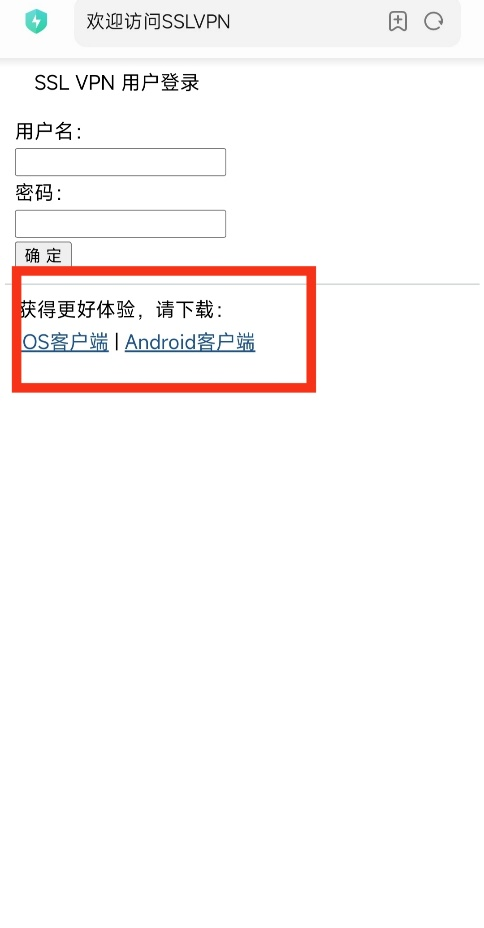 欢迎访问SSLVPN
SSL VPN 用户登录
用户名:
密码:
确 定
获得更好体验，请下载:
OS客户端 | Android客户端